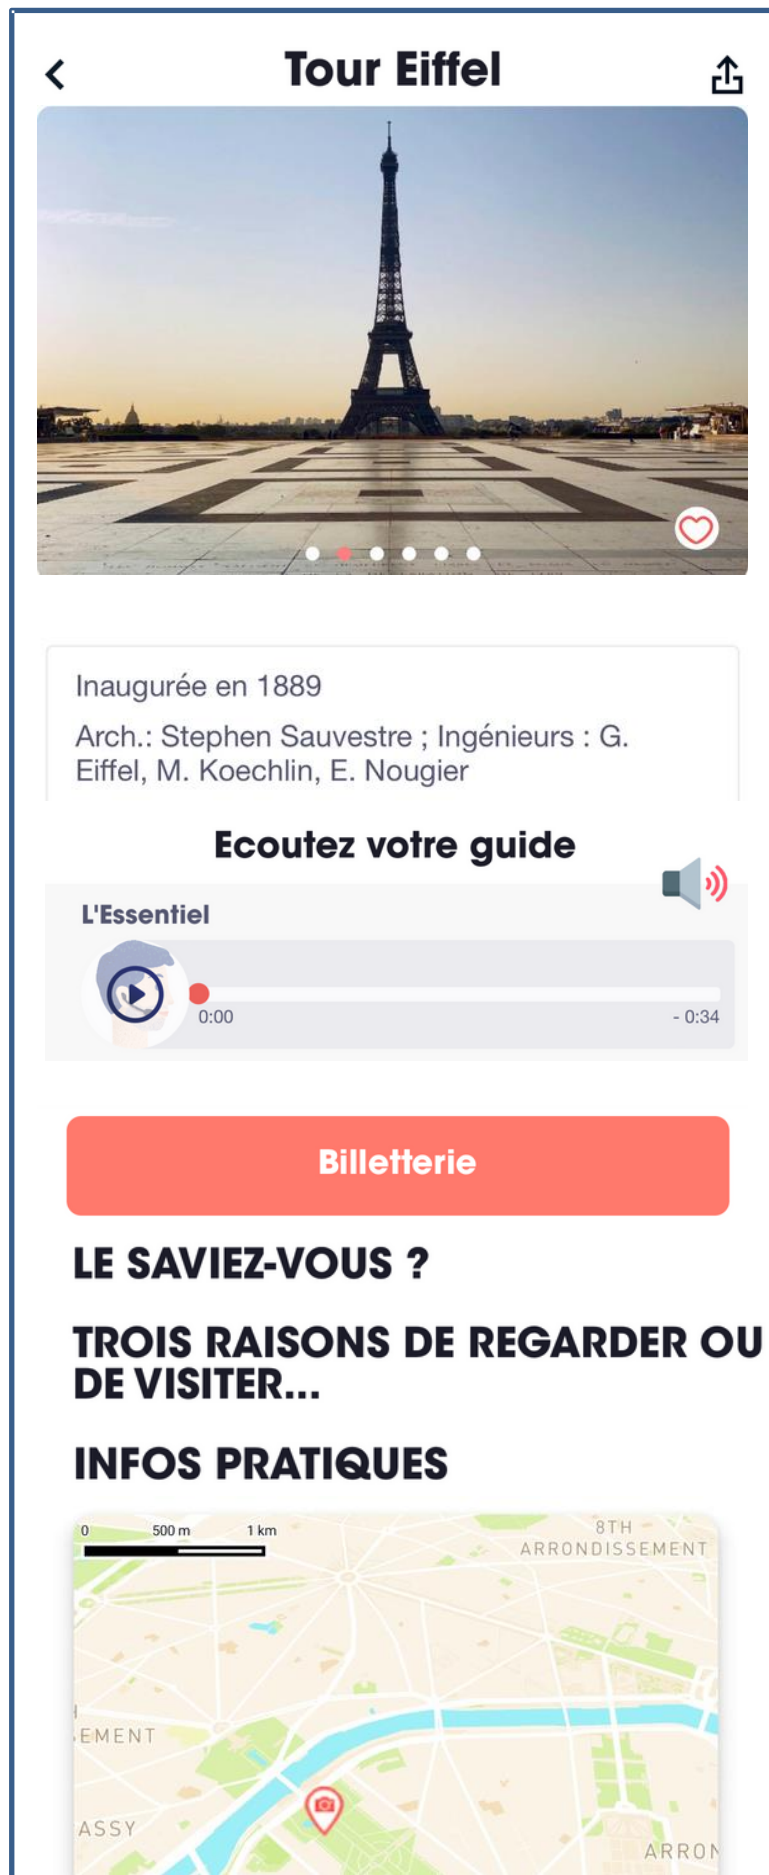 Tour Eiffel
Inaugurée en 1889
Arch.: Stephen Sauvestre ; Ingénieurs : G.
Eiffel, M. Koechlin, E. Nougier
Ecoutez votre guide
L'Essentiel
0:00
- 0:34
Billetterie
LE SAVIEZ-VOUS ?
TROIS RAISONS DE REGARDER OU
DE VISITER...
INFOS PRATIQUES
0 500 m 1 km
8TH
ARRONDISSEMENT
EMENT
ASSY
ARRON